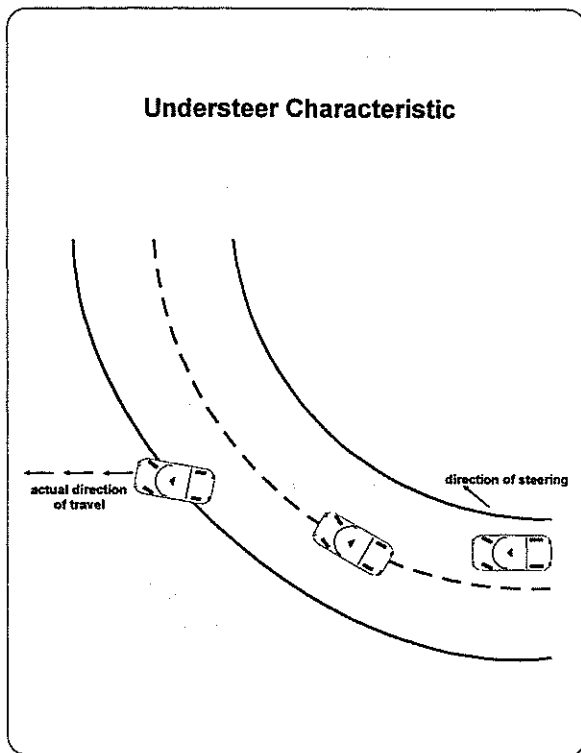 Understeer Characteristic
direction of steering
actual direction
of travel